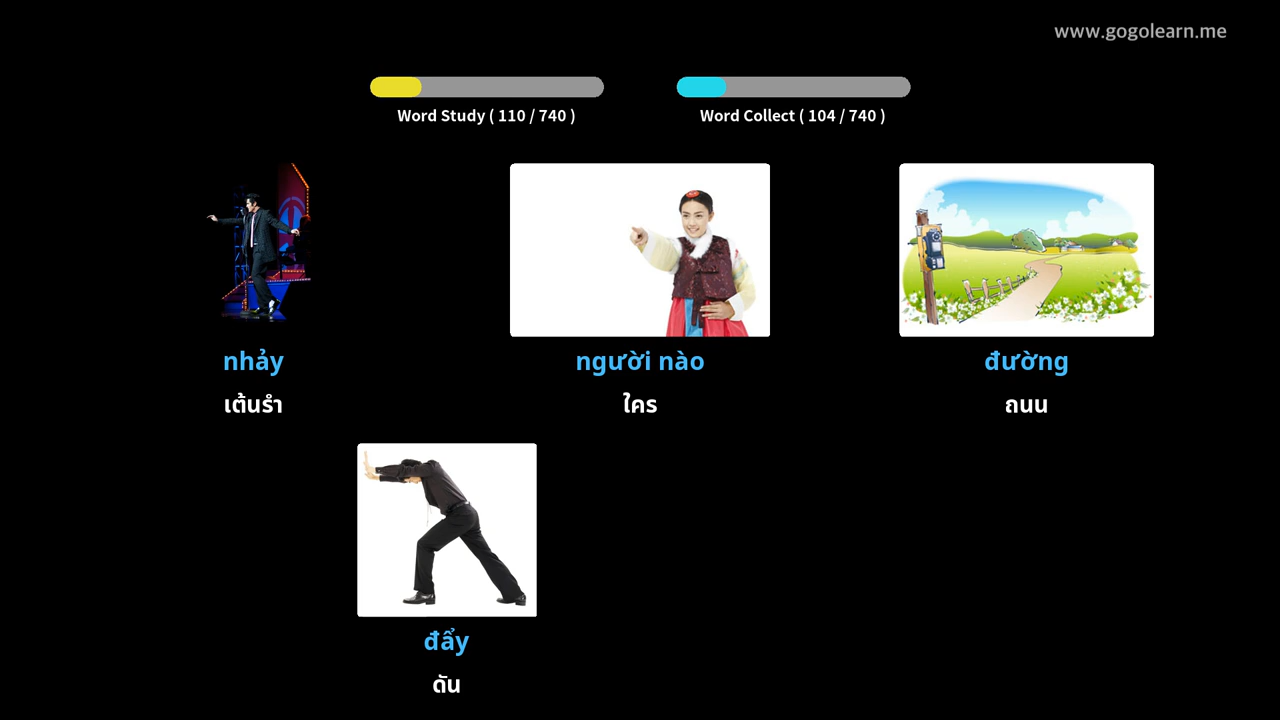 www.gogolearn.me
Word Study ( 110 / 740 )
Word Collect ( 104 / 740 )
nhảy
เต้นรำ
người nào
ใคร
đường
ถนน
đẩy
ดัน